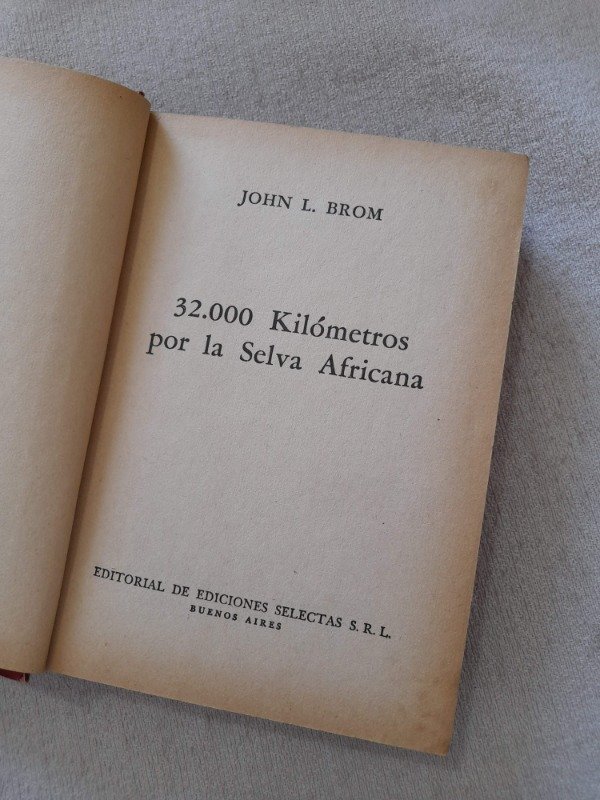 JOHN L. BROM
32.000 Kilómetros
por la Selva Africana
EDITORIAL DE EDICIONES SELECTAS S. R. L.
BUENOS AIRES